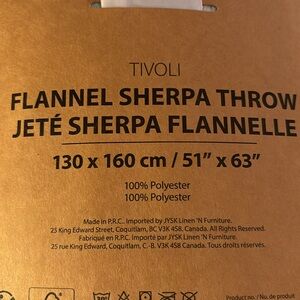 TIVOLI
FLANNEL SHERPA THROW
JETÉ SHERPA FLANNELLE
130 x 160 cm / 51” x 63”
100% Polyester
100% Polyester
Made in P.R.C.. Imported by JYSK Linen 'N Furniture.
25 King Edward Street, Coquitlam, BC V3K 4S8. Canada. All Rights Reserved.
Fabriqué en R.P.C. Importé par JYSK Linen 'N Furniture.
25 rue King Edward, Coquitlam, C.-B. V3K 4S8. Canada. Tous droits réservés.
Product no./ No. de produit